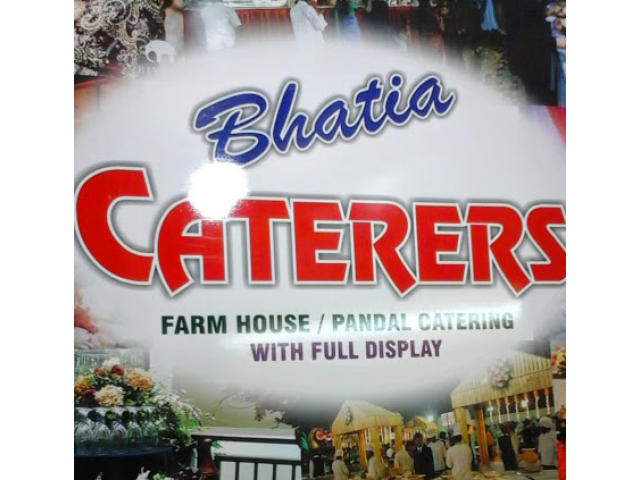 Bhatia
CATERERS
FARM HOUSE / PANDAL CATERING
WITH FULL DISPLAY